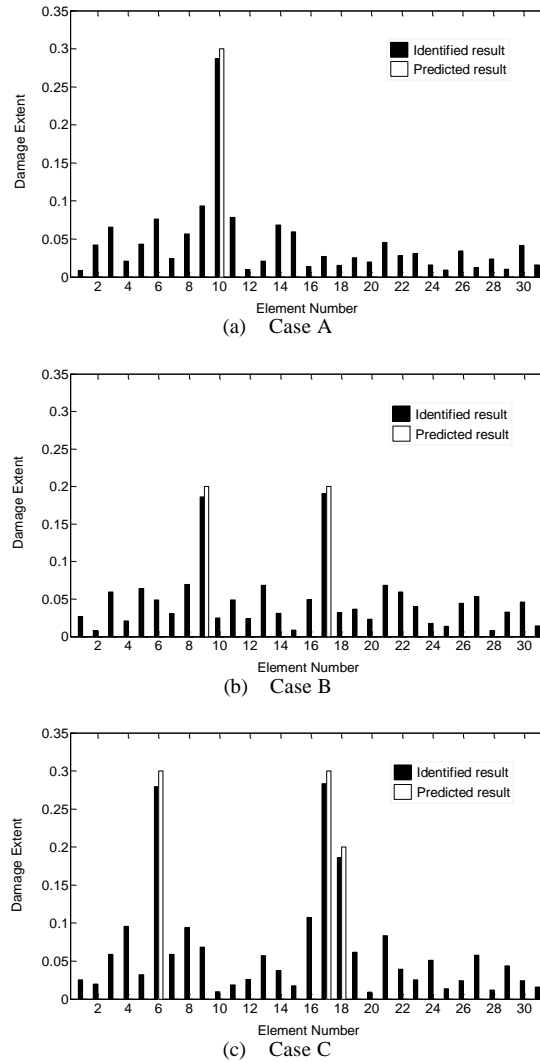 0.35
0.3
0.25
0.2
0.15
0.1
0.05
0
Damage Extent
Identified result
Predicted result
2 4 6 8 10 12 14 16 18 20 22 24 26 28 30
Element Number
(a) Case A
0.35
0.3
0.25
0.2
0.15
0.1
0.05
0
Damage Extent
Identified result
Predicted result
2 4 6 8 10 12 14 16 18 20 22 24 26 28 30
Element Number
(b) Case B
0.35
0.3
0.25
0.2
0.15
0.1
0.05
0
Damage Extent
Identified result
Predicted result
2 4 6 8 10 12 14 16 18 20 22 24 26 28 30
Element Number
(c) Case C